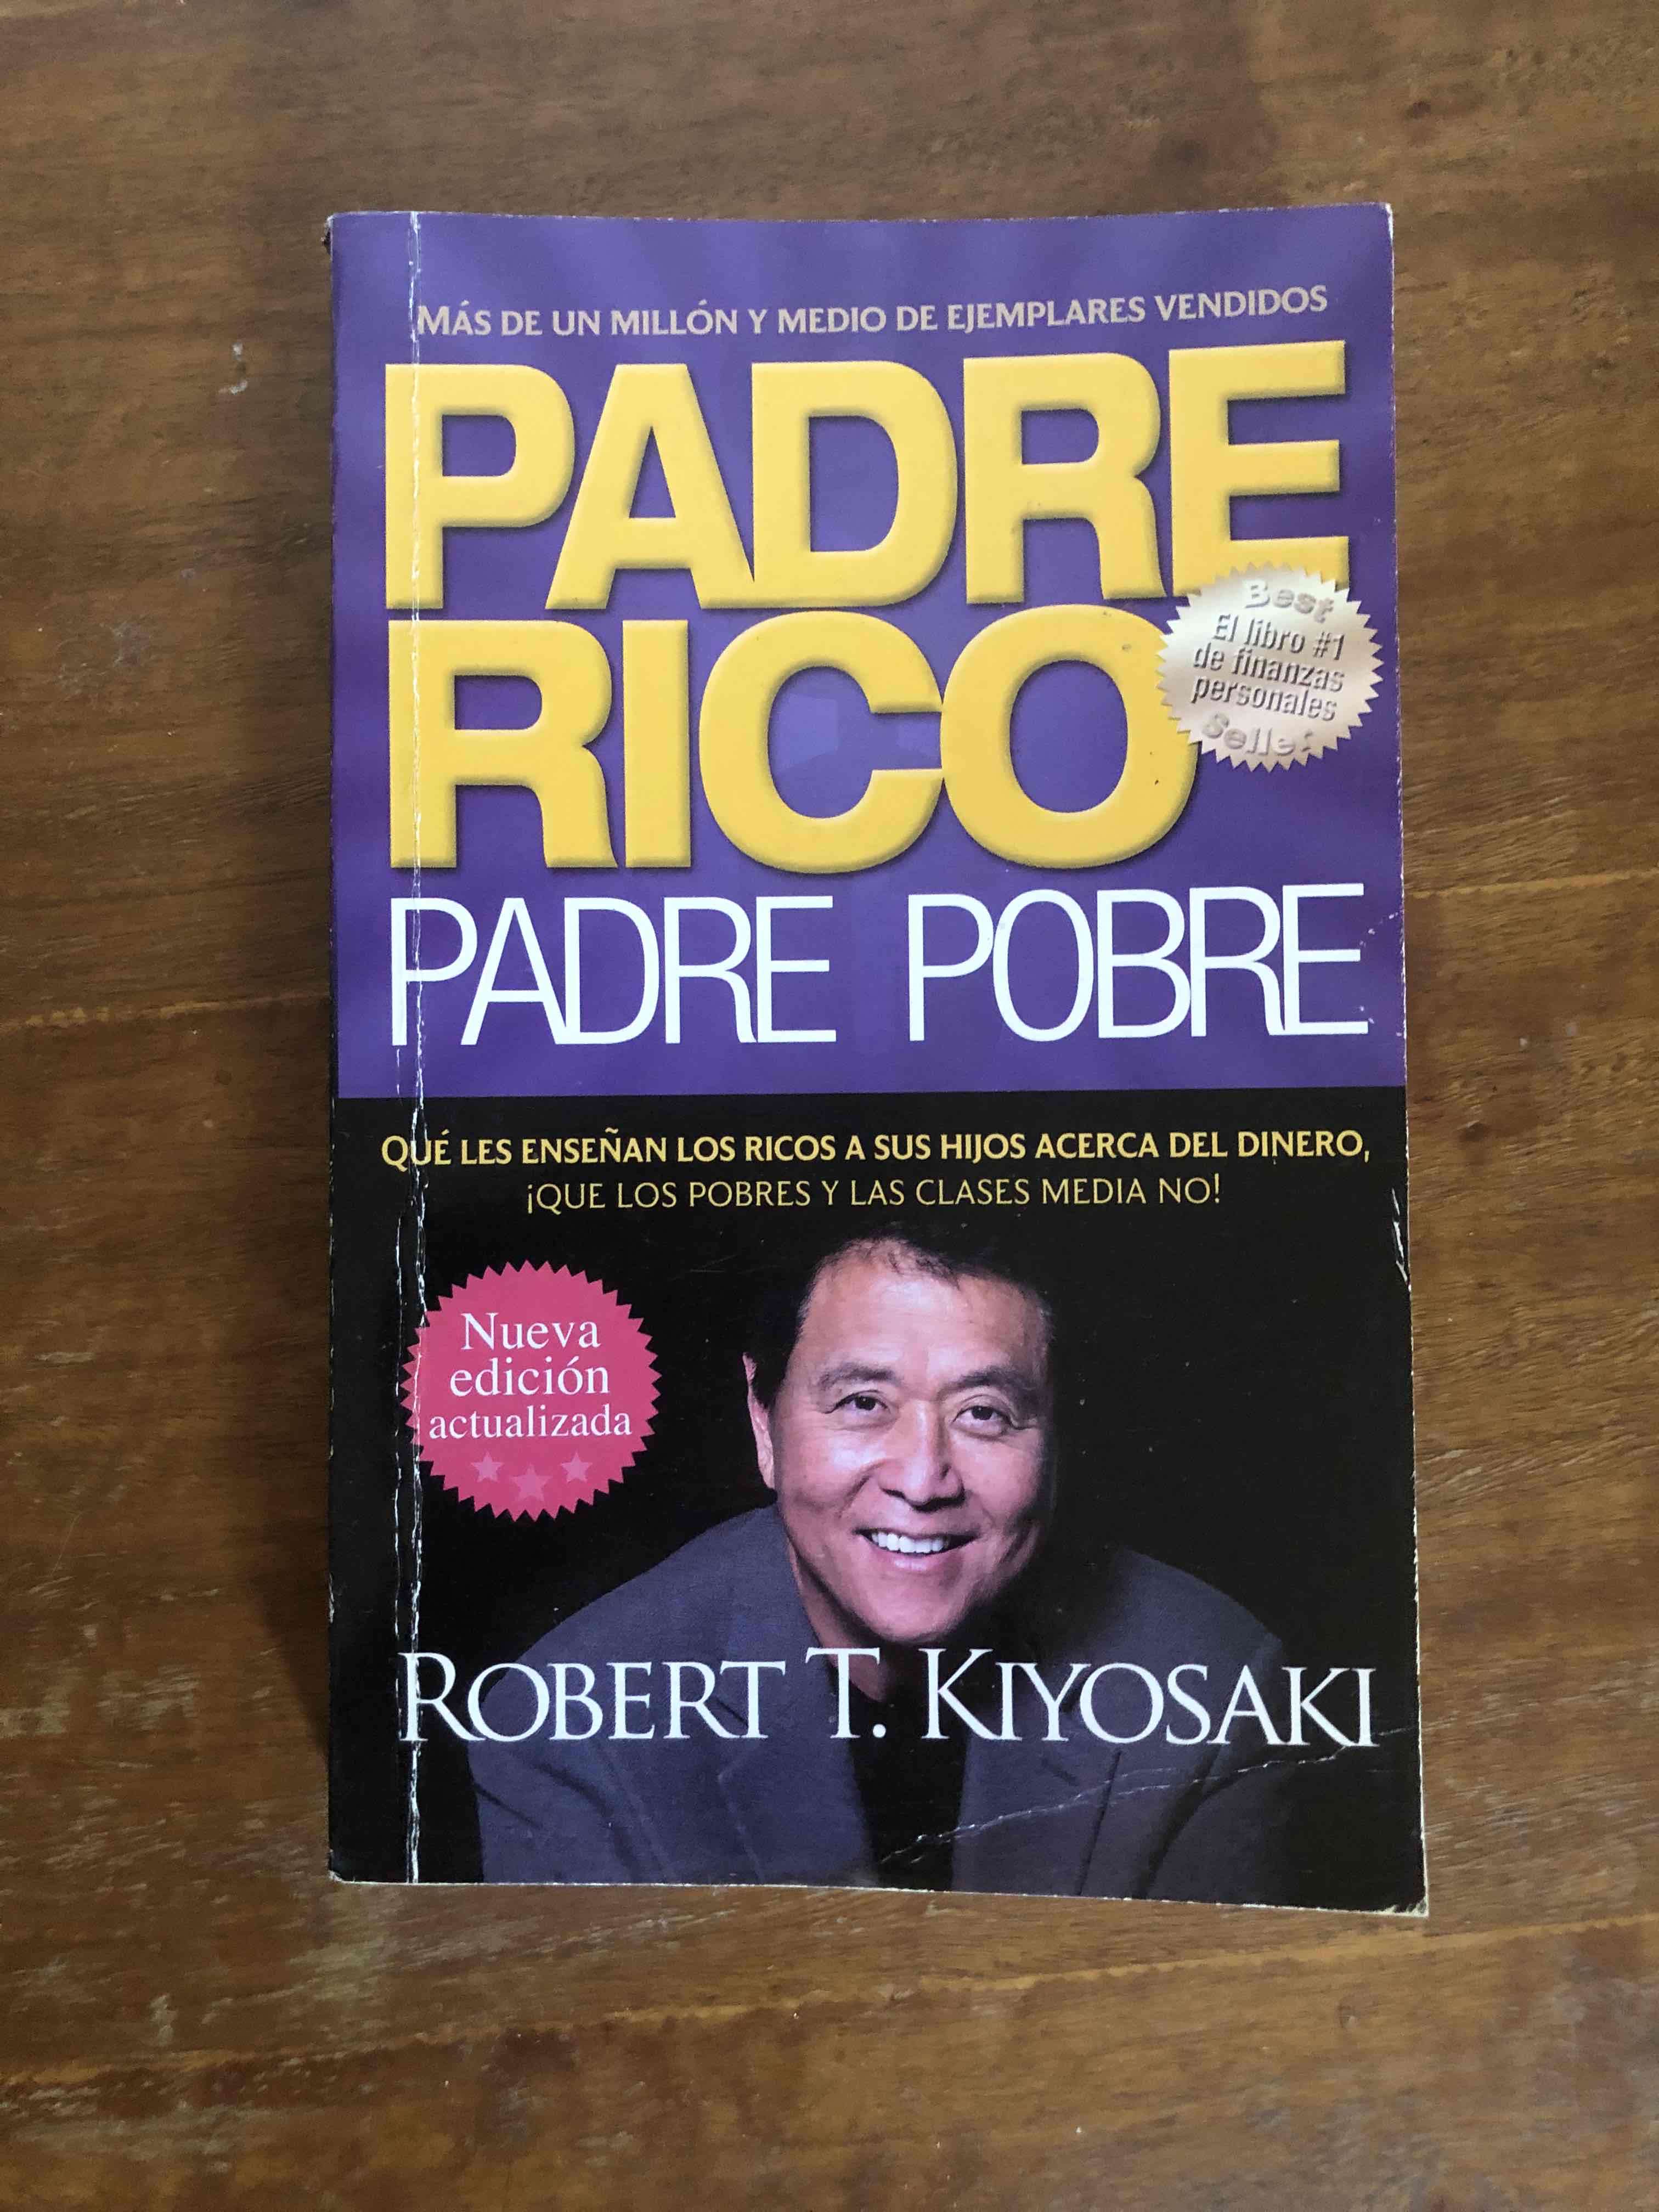 MÁS DE UN MILLÓN Y MEDIO DE EJEMPLARES VENDIDOS
PADRE
RICO
Best
El libro #1
de finanzas
personales
Seller
PADRE POBRE
QUÉ LES ENSEÑAN LOS RICOS A SUS HIJOS ACERCA DEL DINERO,
¡QUE LOS POBRES Y LAS CLASES MEDIA NO!
Nueva
edición
actualizada
ROBERT T. KIYOSAKI